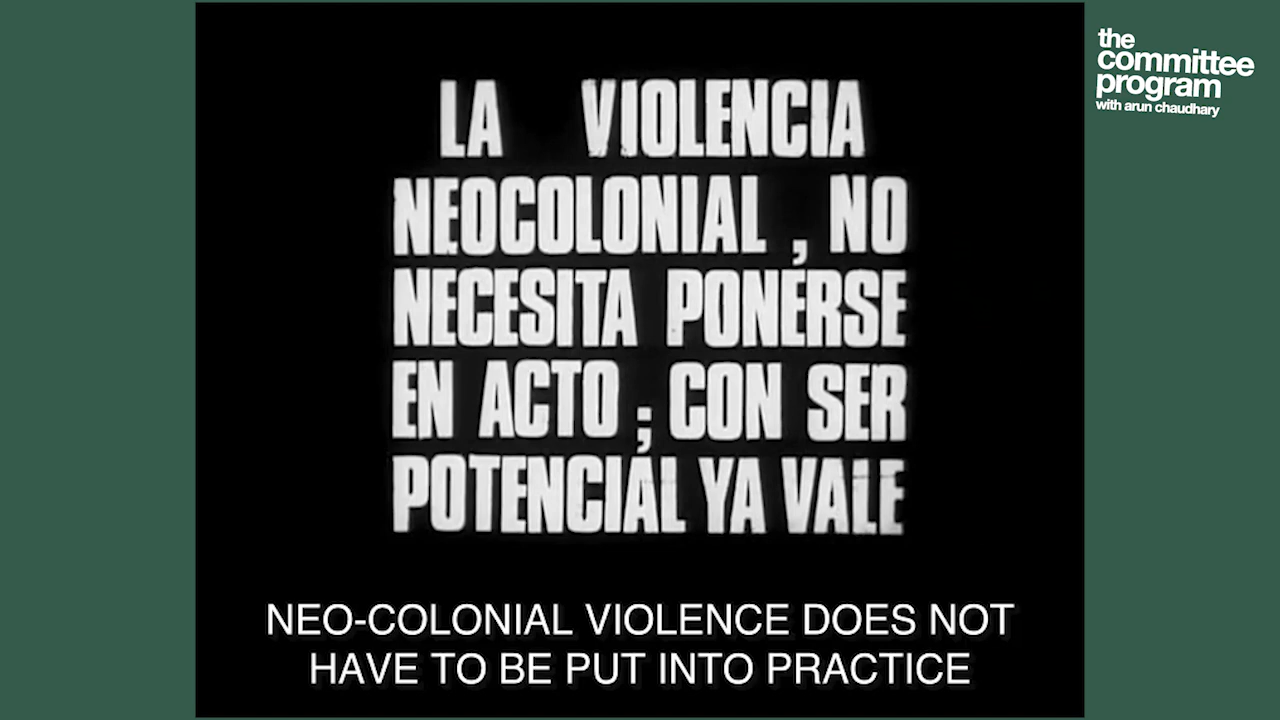 the
committee
program
with arun chaudhary
LA VIOLENCIA
NEOCOLONIAL , NO
NECESITA PONERSE
EN ACTO ; CON SER
POTENCIAL YA VALE
NEO-COLONIAL VIOLENCE DOES NOT
HAVE TO BE PUT INTO PRACTICE